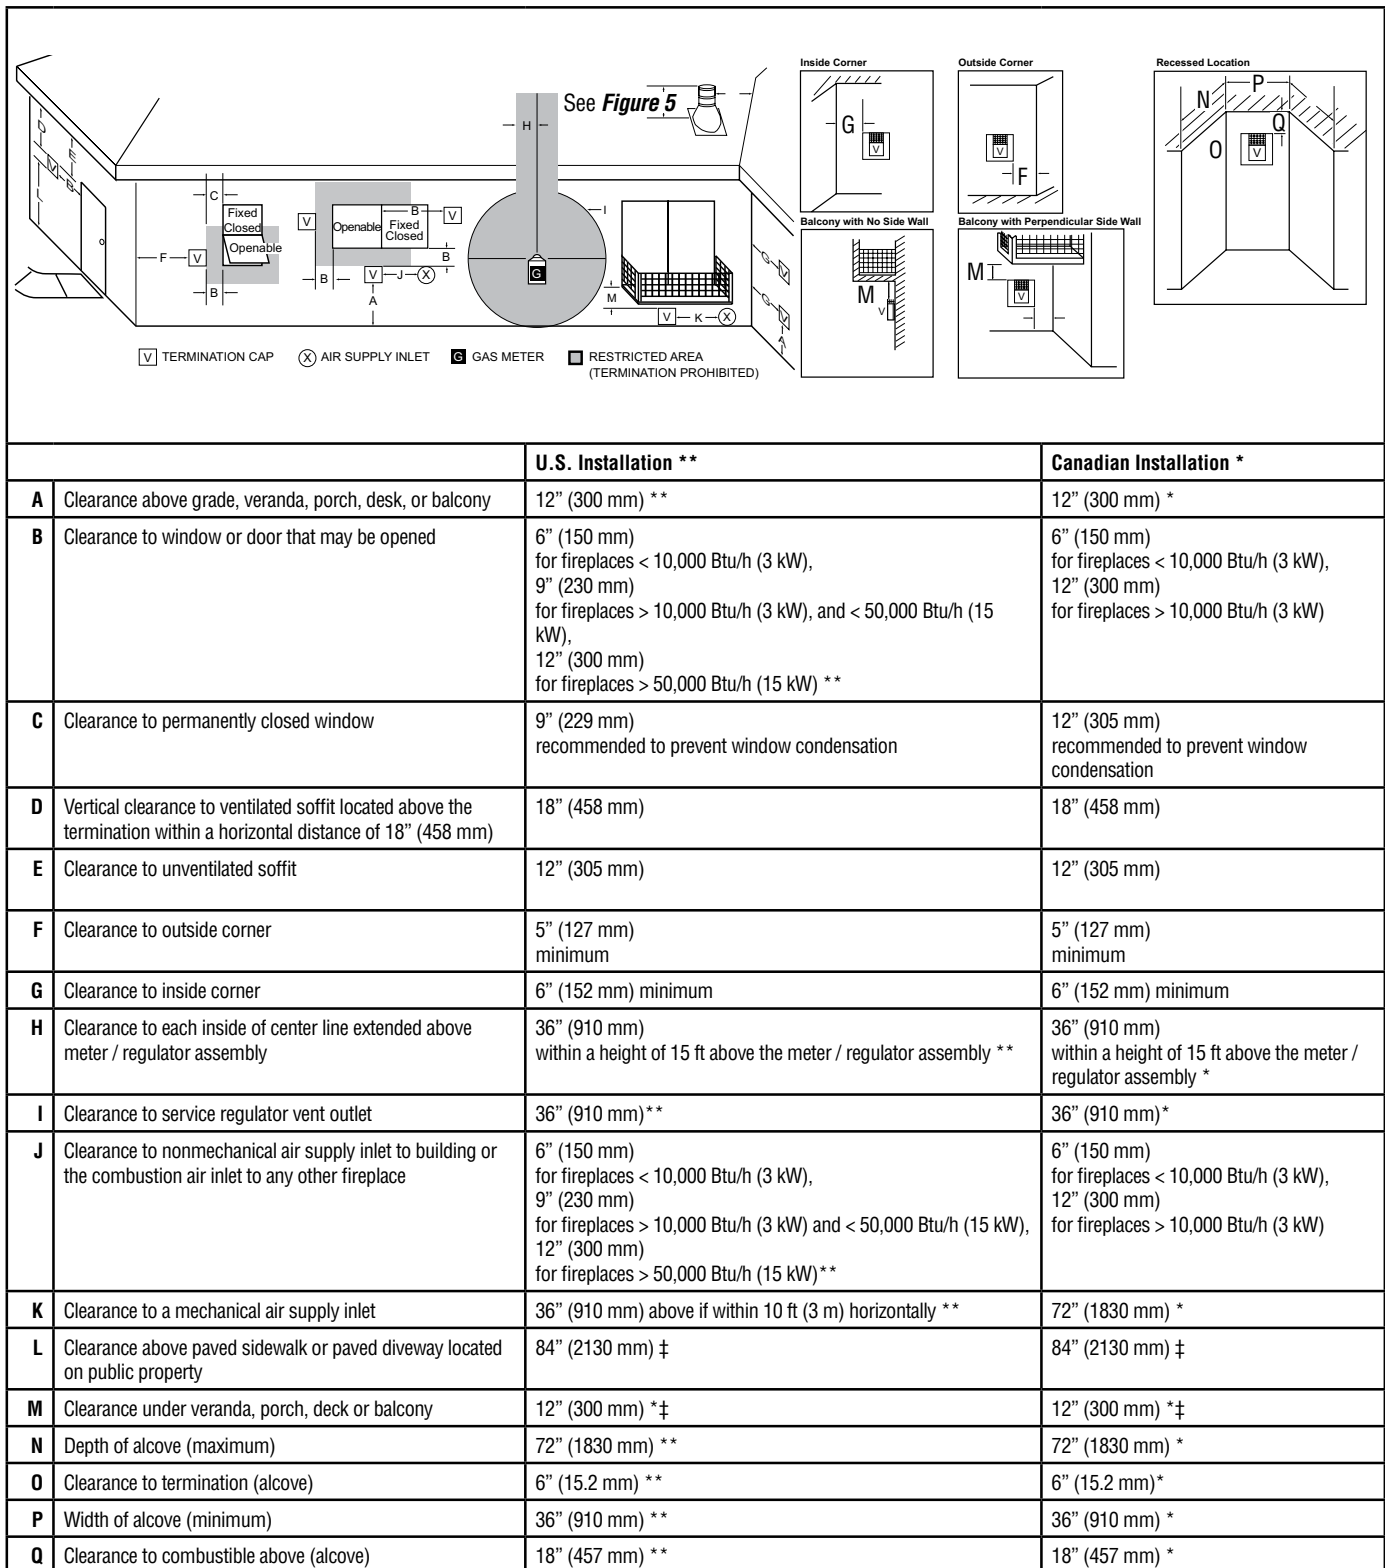 Inside Corner
Outside Corner
Recessed Location
See Figure 5
H
D
E
V
B
L
C
Fixed
Closed
Openable
F
V
B
V
Openable
Fixed
Closed
B
V
B
B
V
J
X
A
I
G
M
V
K
X
G
V
G
V
A
G
V
V
F
N
P
Q
O
V
Balcony with No Side Wall
Balcony with Perpendicular Side Wall
M
V
M
V
V TERMINATION CAP
X AIR SUPPLY INLET
G GAS METER
RESTRICTED AREA
(TERMINATION PROHIBITED)
U.S. Installation **
Canadian Installation *
A
Clearance above grade, veranda, porch, desk, or balcony
12” (300 mm) **
12” (300 mm) *
B
Clearance to window or door that may be opened
6” (150 mm)
for fireplaces < 10,000 Btu/h (3 kW),
9” (230 mm)
for fireplaces > 10,000 Btu/h (3 kW), and < 50,000 Btu/h (15
kW),
12” (300 mm)
for fireplaces > 50,000 Btu/h (15 kW) **
6” (150 mm)
for fireplaces < 10,000 Btu/h (3 kW),
12” (300 mm)
for fireplaces > 10,000 Btu/h (3 kW)
C
Clearance to permanently closed window
9” (229 mm)
recommended to prevent window condensation
12” (305 mm)
recommended to prevent window
condensation
D
Vertical clearance to ventilated soffit located above the
termination within a horizontal distance of 18” (458 mm)
18” (458 mm)
18” (458 mm)
E
Clearance to unventilated soffit
12” (305 mm)
12” (305 mm)
F
Clearance to outside corner
5” (127 mm)
minimum
5” (127 mm)
minimum
G
Clearance to inside corner
6” (152 mm) minimum
6” (152 mm) minimum
H
Clearance to each inside of center line extended above
meter / regulator assembly
36” (910 mm)
within a height of 15 ft above the meter / regulator assembly **
36” (910 mm)
within a height of 15 ft above the meter /
regulator assembly *
I
Clearance to service regulator vent outlet
36” (910 mm)**
36” (910 mm)*
J
Clearance to nonmechanical air supply inlet to building or
the combustion air inlet to any other fireplace
6” (150 mm)
for fireplaces < 10,000 Btu/h (3 kW),
9” (230 mm)
for fireplaces > 10,000 Btu/h (3 kW) and < 50,000 Btu/h (15 kW),
12” (300 mm)
for fireplaces > 50,000 Btu/h (15 kW)**
6” (150 mm)
for fireplaces < 10,000 Btu/h (3 kW),
12” (300 mm)
for fireplaces > 10,000 Btu/h (3 kW)
K
Clearance to a mechanical air supply inlet
36” (910 mm) above if within 10 ft (3 m) horizontally **
72” (1830 mm) *
L
Clearance above paved sidewalk or paved diveway located
on public property
84” (2130 mm) ‡
84” (2130 mm) ‡
M
Clearance under veranda, porch, deck or balcony
12” (300 mm) *‡
12” (300 mm) *‡
N
Depth of alcove (maximum)
72” (1830 mm) **
72” (1830 mm) *
O
Clearance to termination (alcove)
6” (15.2 mm) **
6” (15.2 mm)*
P
Width of alcove (minimum)
36” (910 mm) **
36” (910 mm) *
Q
Clearance to combustible above (alcove)
18” (457 mm) **
18” (457 mm) *